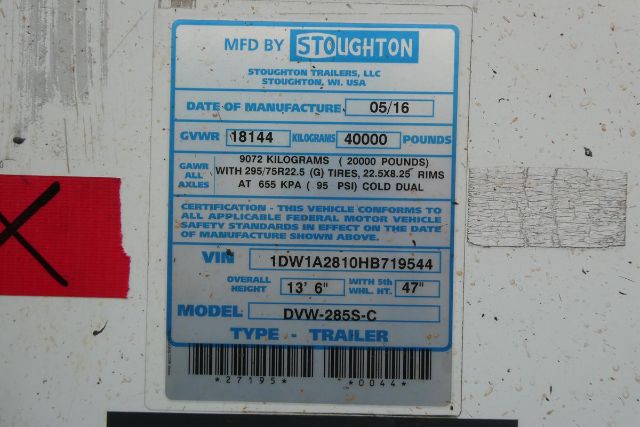 MFD BY STOUGHTON
STOUGHTON TRAILERS, LLC
STOUGHTON, WI. USA
DATE OF MANUFACTURE 05/16
GVWR 18144 KILOGRAMS 40000 POUNDS
GAWR ALL AXLES
9072 KILOGRAMS ( 20000 POUNDS)
WITH 295/75R22.5 (G) TIRES, 22.5X8.25 RIMS
AT 655 KPA ( 95 PSI) COLD DUAL
CERTIFICATION - THIS VEHICLE CONFORMS TO
ALL APPLICABLE FEDERAL MOTOR VEHICLE
SAFETY STANDARDS IN EFFECT ON THE DATE
OF MANUFACTURE SHOWN ABOVE.
VIN 1DW1A2810HB719544
OVERALL HEIGHT 13' 6" WITH 5th WHL. HT. 47"
MODEL DVW-285S-C
TYPE - TRAILER
*27195* *0044*